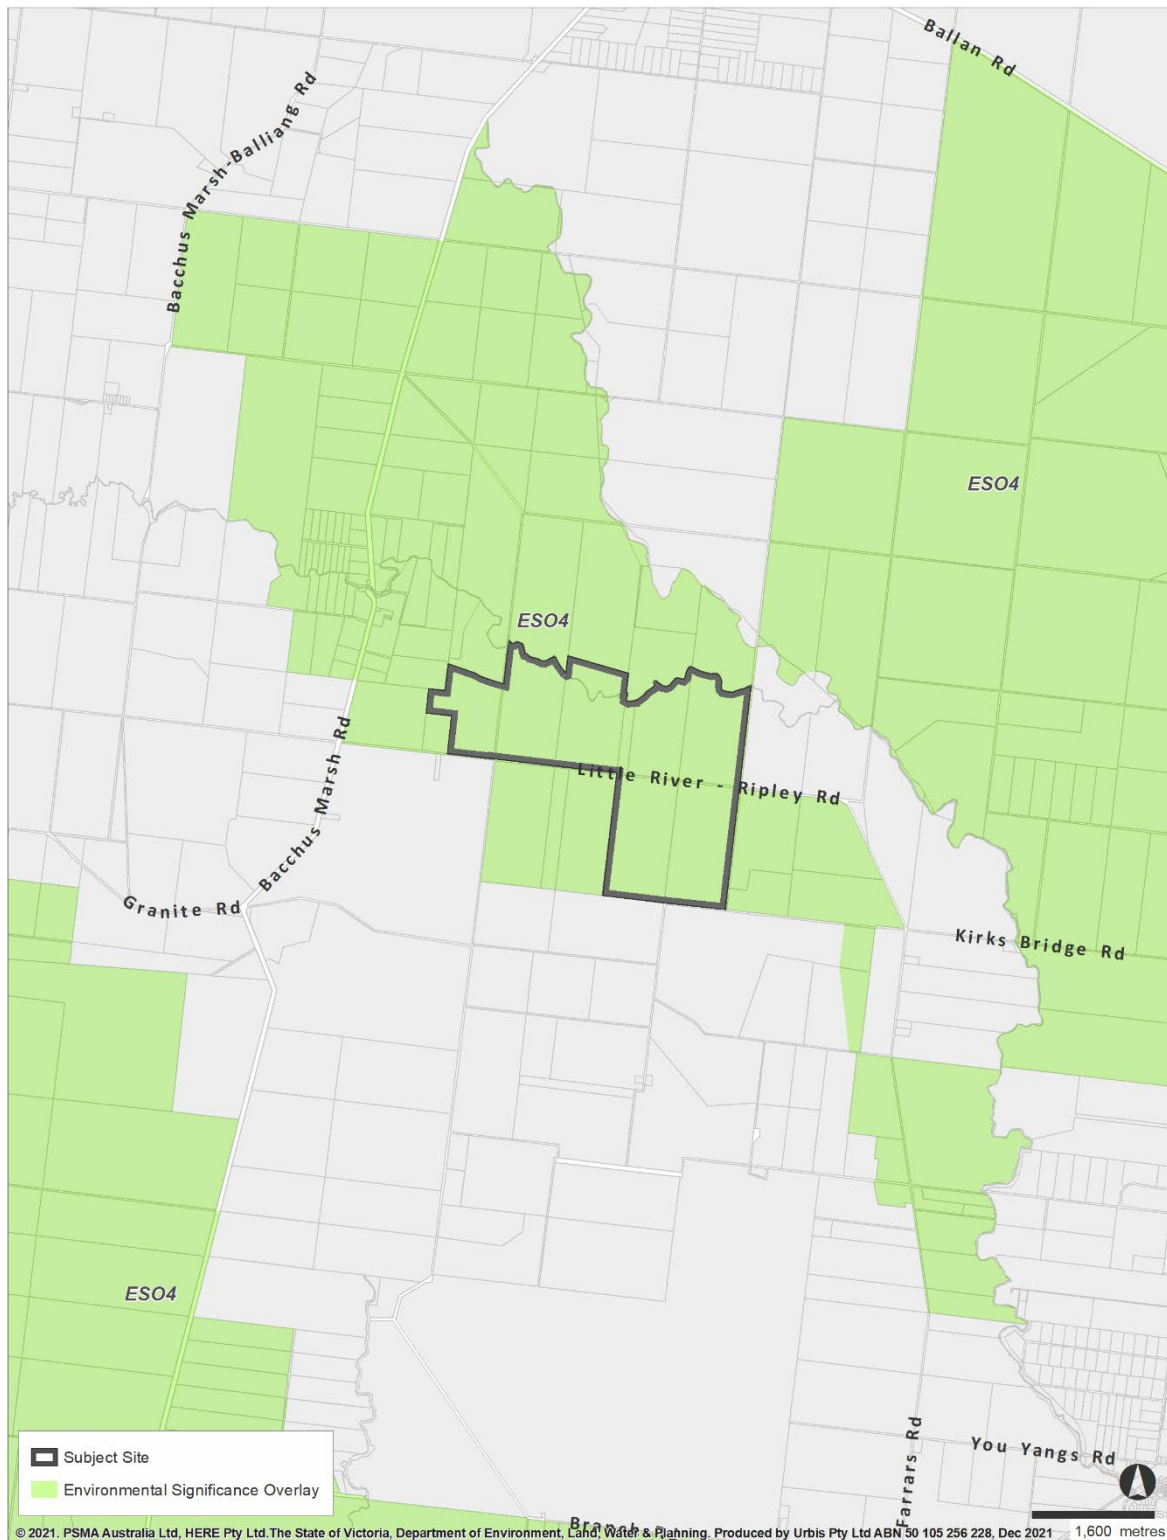 Ballan Rd
Bacchus Marsh-Balliang Rd
ESO4
ESO4
Little River - Ripley Rd
Bacchus Marsh Rd
Granite Rd
Kirks Bridge Rd
ESO4
Farrars Rd
You Yangs Rd
Subject Site
Environmental Significance Overlay
1,600 metres
© 2021. PSMA Australia Ltd, HERE Pty Ltd.The State of Victoria, Department of Environment, Land, Water & Planning. Produced by Urbis Pty Ltd ABN 50 105 256 228, Dec 2021